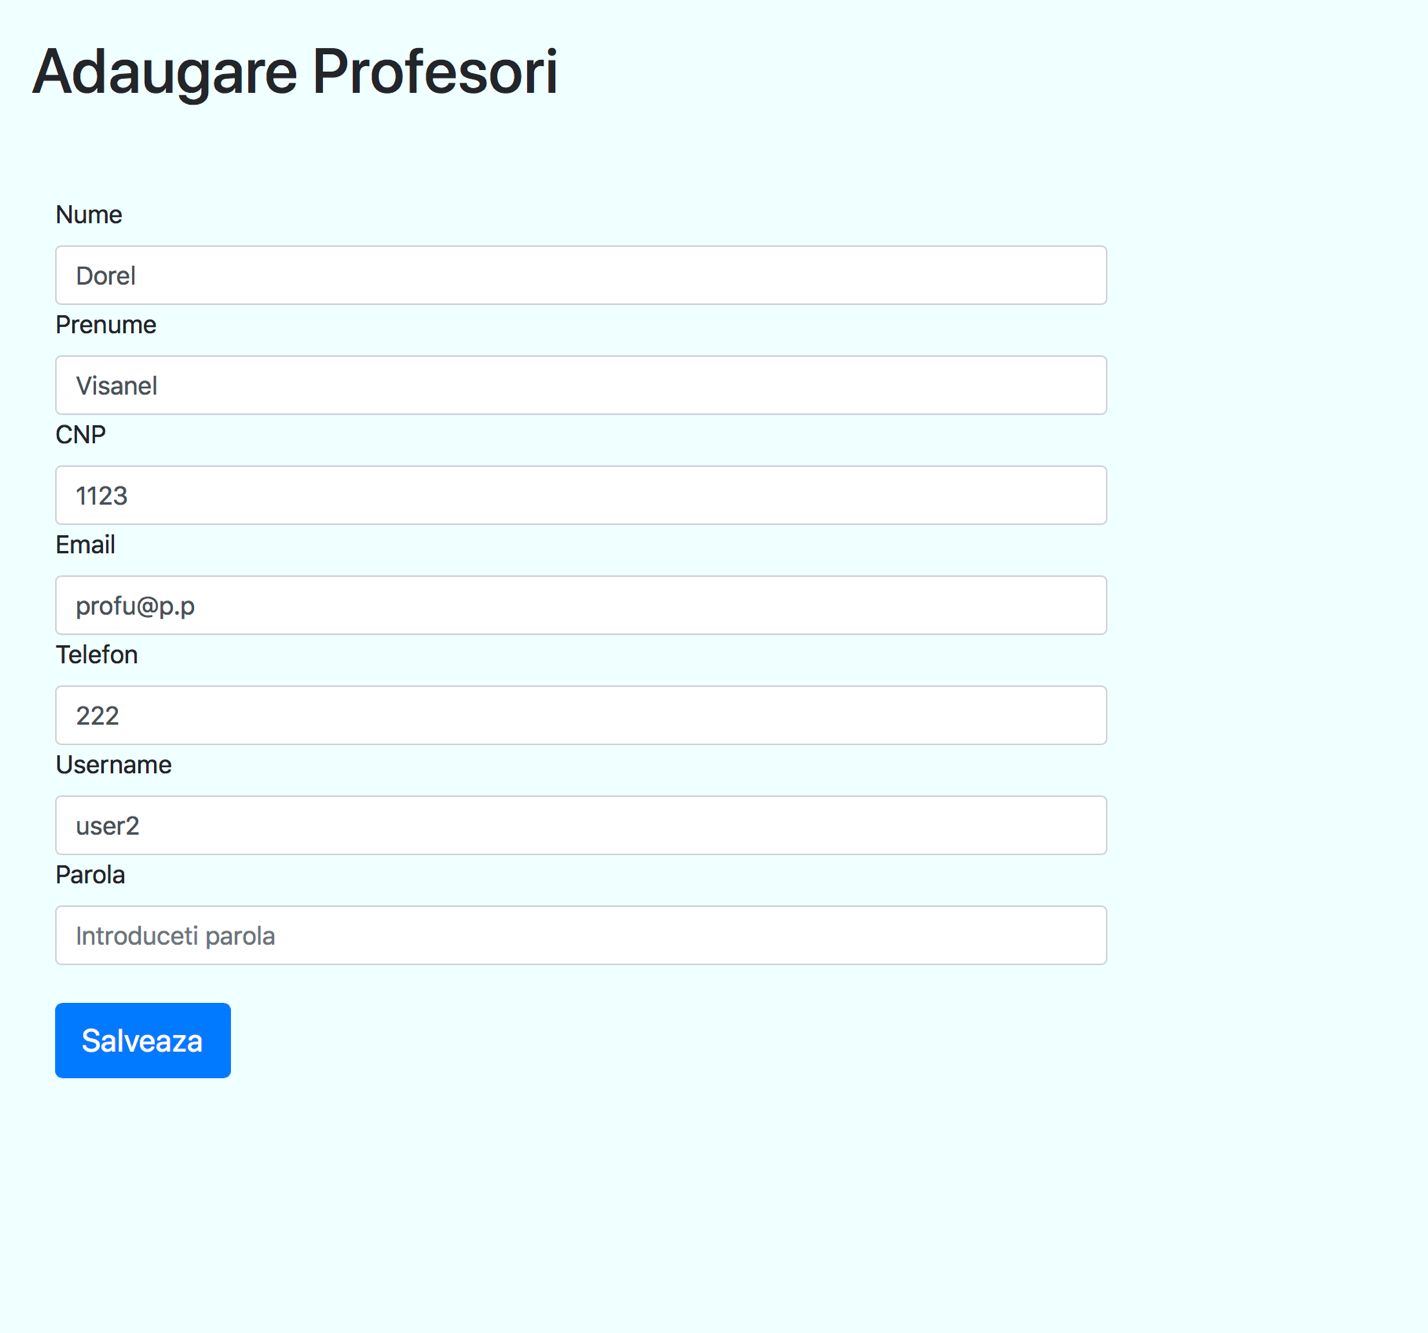 Adaugare Profesori
Nume
Dorel
Prenume
Visanel
CNP
1123
Email
profu@p.p
Telefon
222
Username
user2
Parola
Introduceti parola
Salveaza